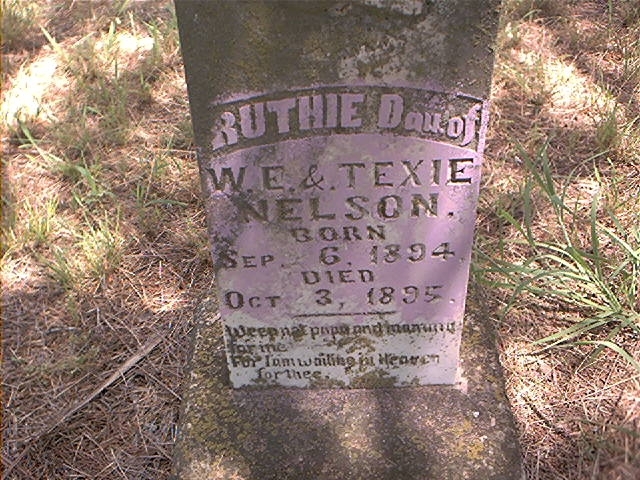 RUTHIE Dau.of
W.E.&.TEXIE
NELSON.
BORN
SEP. 6. 1894.
DIED
OCT. 3, 1895.
Weep not papa and mamma
for me
For I am waiting in Heaven
for thee.